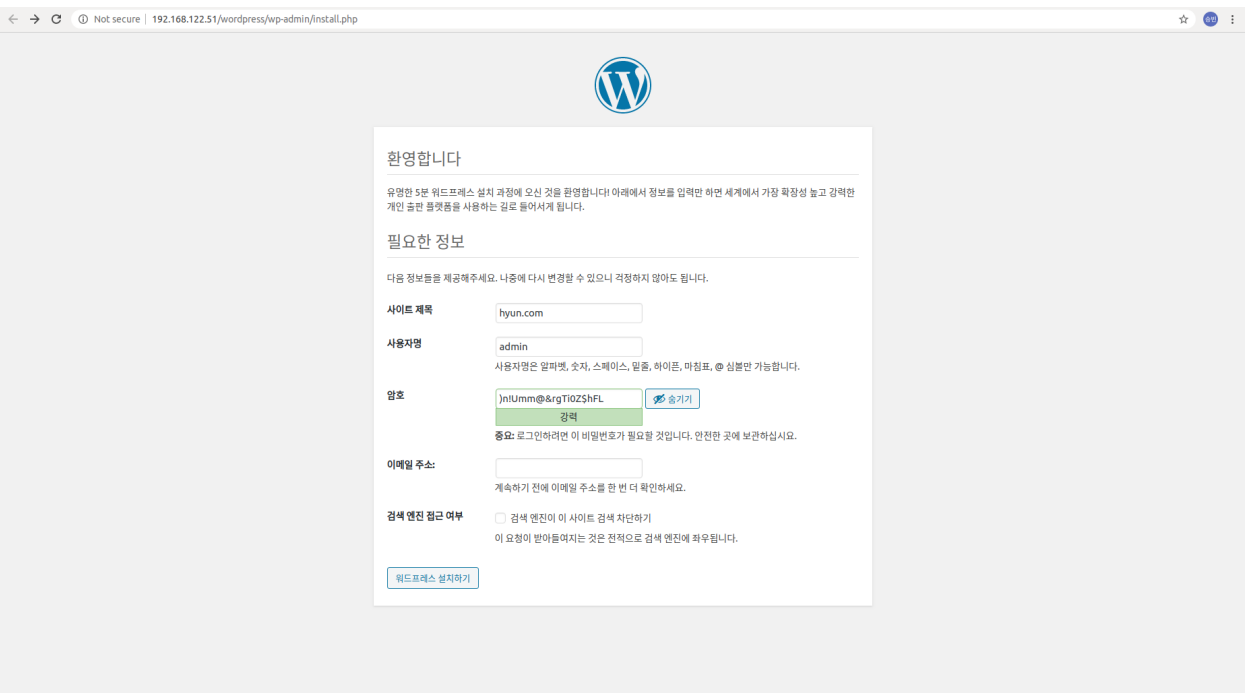 Not secure | 192.168.122.51/wordpress/wp-admin/install.php
승민
환영합니다
유명한 5분 워드프레스 설치 과정에 오신 것을 환영합니다! 아래에서 정보를 입력만 하면 세계에서 가장 확장성 높고 강력한
개인 출판 플랫폼을 사용하는 길로 들어서게 됩니다.
필요한 정보
다음 정보들을 제공해주세요. 나중에 다시 변경할 수 있으니 걱정하지 않아도 됩니다.
사이트 제목 hyun.com
사용자명 admin
사용자명은 알파벳, 숫자, 스페이스, 밑줄, 하이픈, 마침표, @ 심볼만 가능합니다.
암호 )n!Umm@&rgTi0Z$hFL 숨기기
강력
중요: 로그인하려면 이 비밀번호가 필요할 것입니다. 안전한 곳에 보관하십시요.
이메일 주소:
계속하기 전에 이메일 주소를 한 번 더 확인하세요.
검색 엔진 접근 여부 검색 엔진이 이 사이트 검색 차단하기
이 요청이 받아들여지는 것은 전적으로 검색 엔진에 좌우됩니다.
워드프레스 설치하기